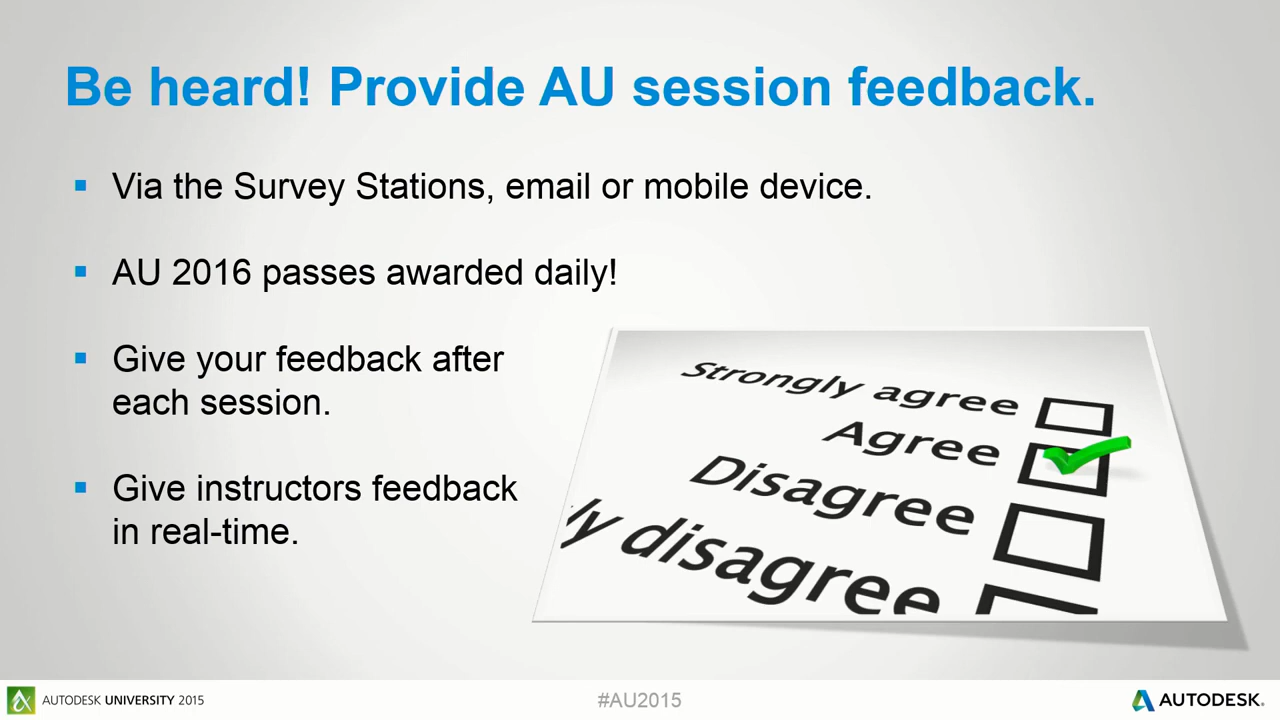 Be heard! Provide AU session feedback.
Via the Survey Stations, email or mobile device.
AU 2016 passes awarded daily!
Give your feedback after
each session.
Give instructors feedback
in real-time.
Strongly agree
Agree
Disagree
ly disagree
AUTODESK UNIVERSITY 2015
#AU2015
AUTODESK.